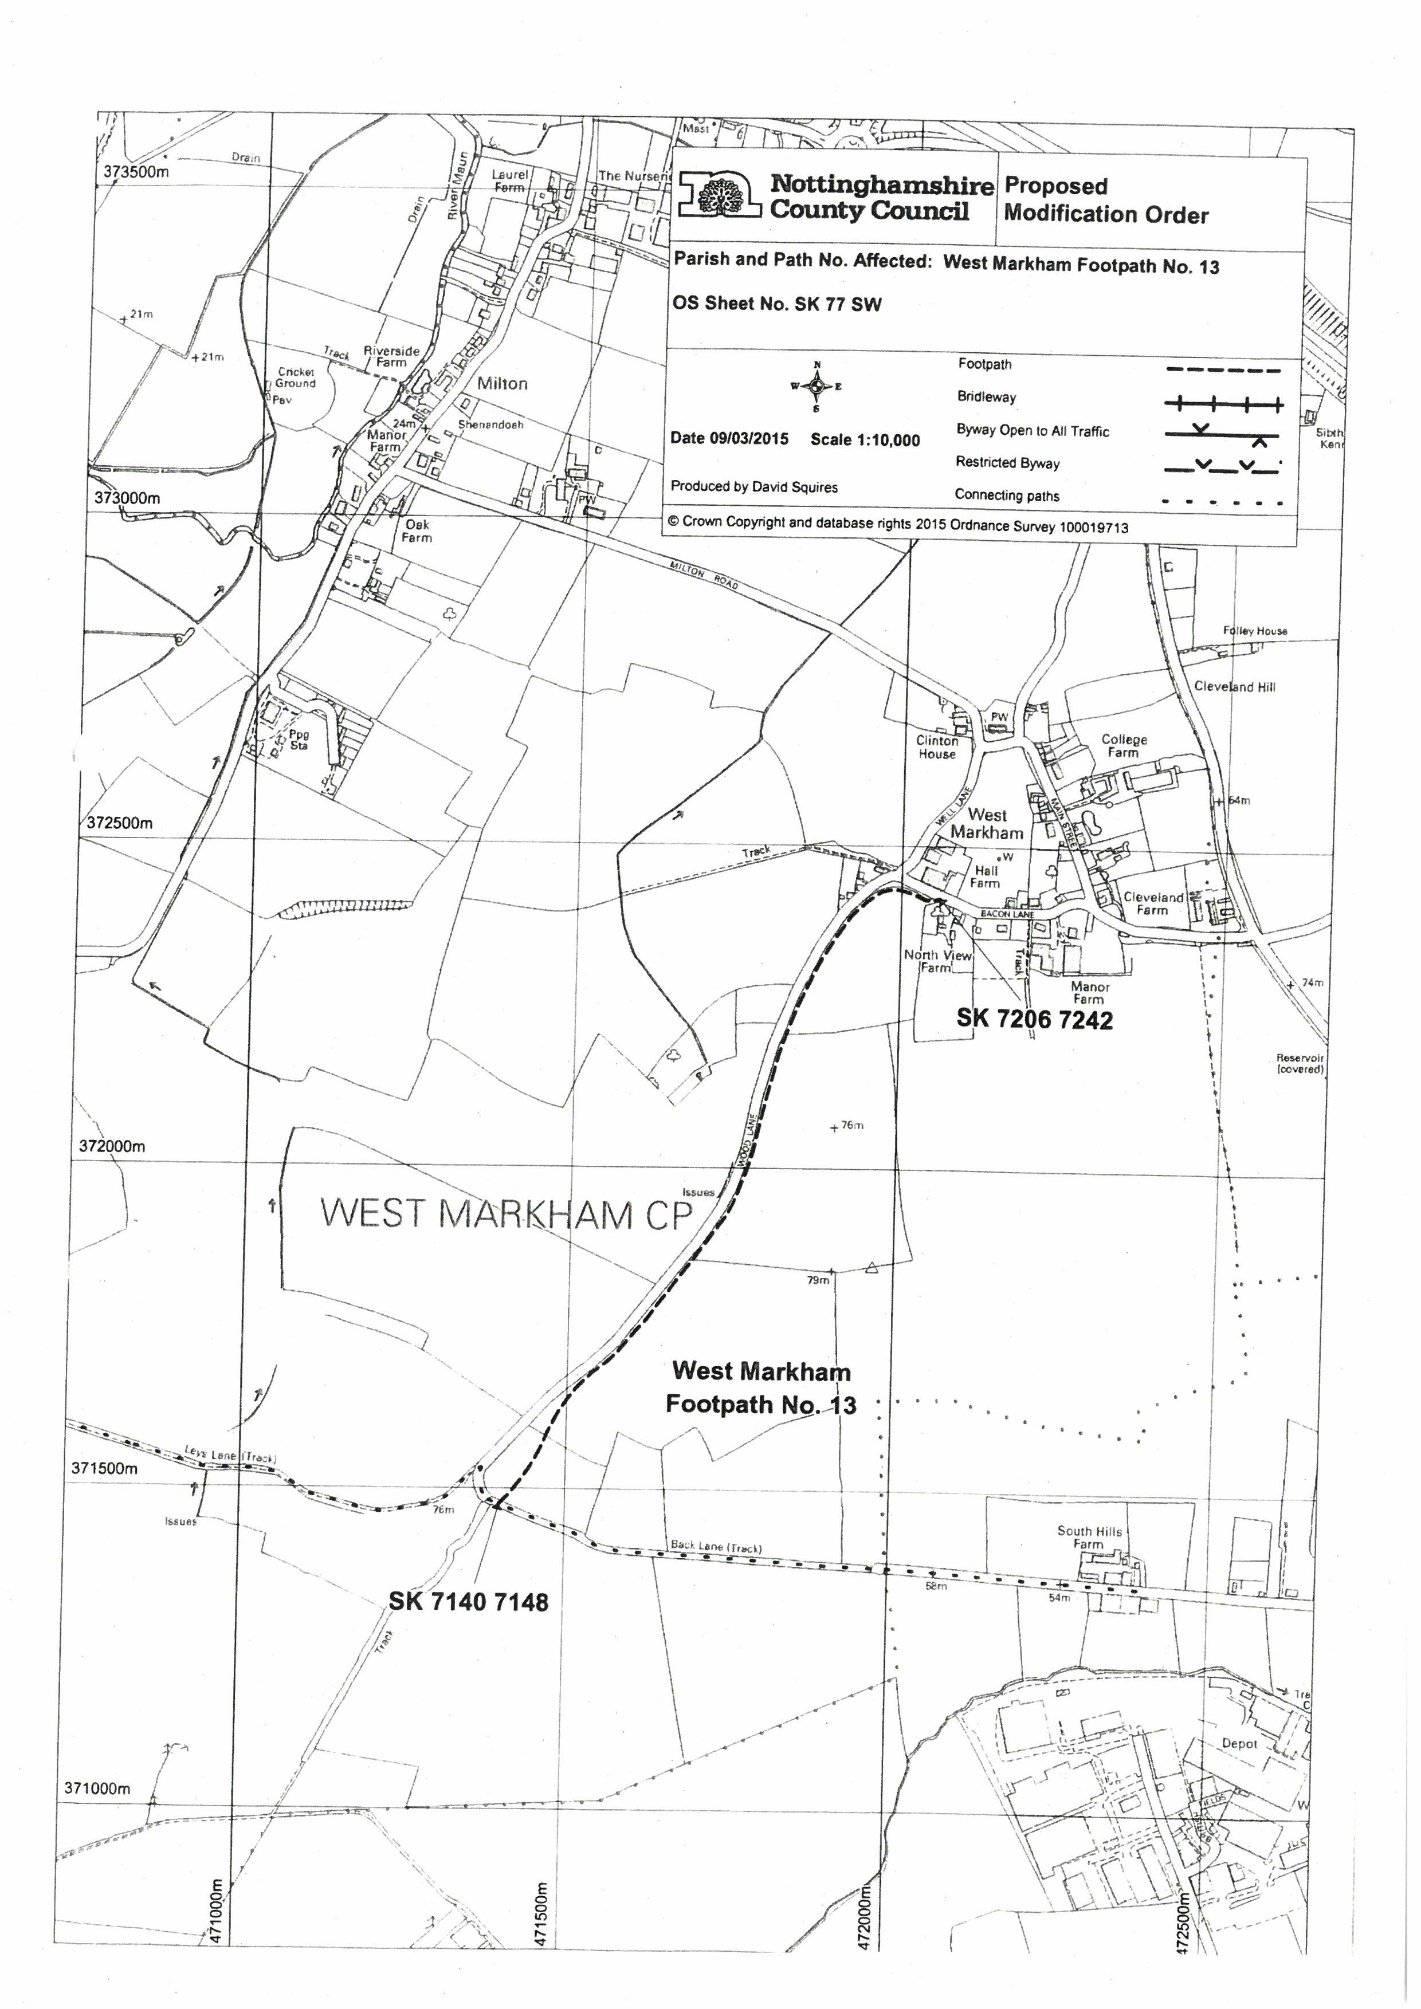 Nottinghamshire
County Council
Proposed
Modification Order
Parish and Path No. Affected: West Markham Footpath No. 13
OS Sheet No. SK 77 SW
N
W E
S
Date 09/03/2015 Scale 1:10,000
Produced by David Squires
Footpath
Bridleway
Byway Open to All Traffic
Restricted Byway
Connecting paths
© Crown Copyright and database rights 2015 Ordnance Survey 100019713
Mast
373500m
Drain
River Maun
Drain
Laurel
Farm
The Nurseri
21m
21m
Track
Riverside
Farm
Cricket
Ground
Pav
Milton
24m
Shenandoah
Manor
Farm
Sibth
Kent
373000m
PW
Oak
Farm
MILTON ROAD
Folley House
Cleveland Hill
Ppg
Sta
PW
Clinton
House
College
Farm
64m
WELL LANE
MAIN STREE
372500m
West
Markham
W
Track
Hall
Farm
Cleveland
Farm
BACON LANE
North View
Farm
Track
Manor
Farm
74m
SK 7206 7242
Reservoir
(covered)
76m
372000m
WOOD LANE
Issues
WEST MARKHAM CP
79m
West Markham
Footpath No. 13
Leys Lane (Track)
371500m
76m
Issues
Back Lane (Track)
South Hills
Farm
58m
54m
SK 7140 7148
Track
Tra
C
Depot
371000m
W
471000m
471500m
472000m
472500m